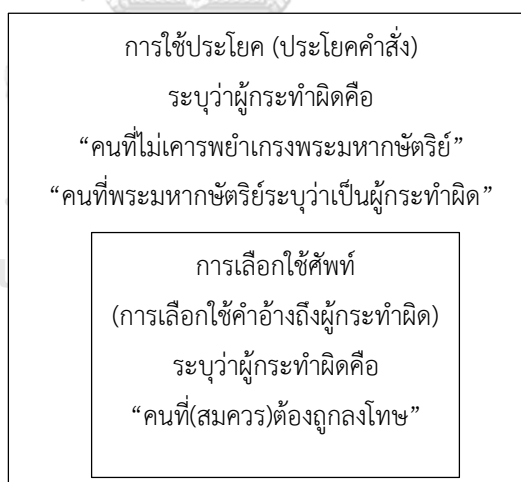 การใช้ประโยค (ประโยคคำสั่ง)
ระบุว่าผู้กระทำผิดคือ
“คนที่ไม่เคารพยำเกรงพระมหากษัตริย์”
“คนที่พระมหากษัตริย์ระบุว่าเป็นผู้กระทำผิด”
การเลือกใช้ศัพท์
(การเลือกใช้คำอ้างถึงผู้กระทำผิด)
ระบุว่าผู้กระทำผิดคือ
“คนที่(สมควร)ต้องถูกลงโทษ”